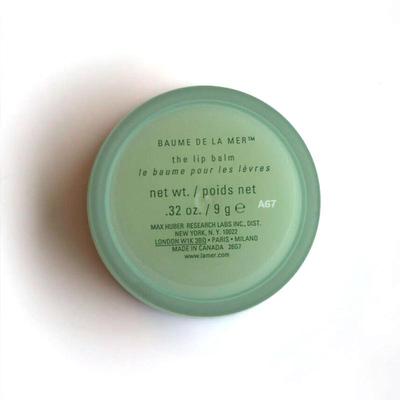 BAUME DE LA MER™
the lip balm
le baume pour les lèvres
net wt. / poids net
.32 oz. / 9 g ℮ A67
MAX HUBER RESEARCH LABS INC., DIST.
NEW YORK, N.Y. 10022
LONDON W1K 3BQ • PARIS • MILANO
MADE IN CANADA 26G7
www.lamer.com